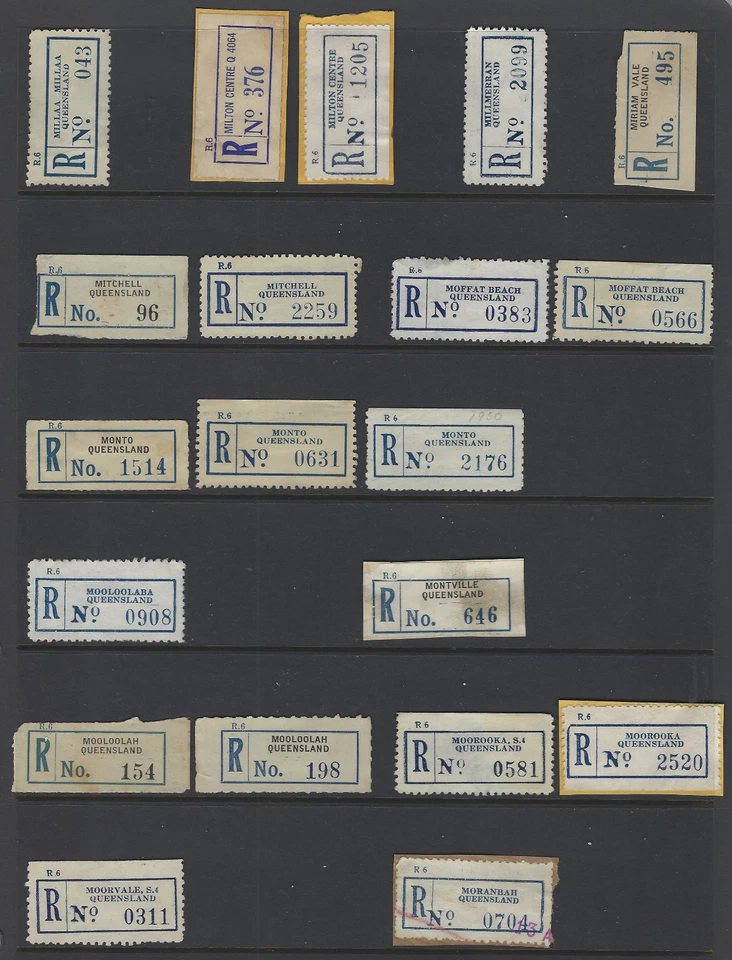 R.6
MILLAA MILLAA
QUEENSLAND
R No 043
R.6
MILTON CENTRE Q 4064
R No 376
R 6
MILTON CENTRE
QUEENSLAND
R No 1205
R.6
MILLMERRAN
QUEENSLAND
R No 2099
R.6
MIRIAM VALE
QUEENSLAND
R No. 495
R.6
MITCHELL
QUEENSLAND
R No. 96
R.6
MITCHELL
QUEENSLAND
R No 2259
R.6
MOFFAT BEACH
QUEENSLAND
R No 0383
R.6
MOFFAT BEACH
QUEENSLAND
R No 0566
R.6
MONTO
QUEENSLAND
R No. 1514
R.6
MONTO
QUEENSLAND
R No 0631
R 6 1950
MONTO
QUEENSLAND
R No 2176
R.6
MOOLOOLABA
QUEENSLAND
R No 0908
R.6
MONTVILLE
QUEENSLAND
R No. 646
R.6
MOOLOOLAH
QUEENSLAND
R No. 154
R.6
MOOLOOLAH
QUEENSLAND
R No. 198
R 6
MOOROOKA, S.4
QUEENSLAND
R No 0581
R.6
MOOROOKA
QUEENSLAND
R No 2520
R.6
MOORVALE, S.4
QUEENSLAND
R No 0311
R 6
MORANBAH
QUEENSLAND
R No 0704